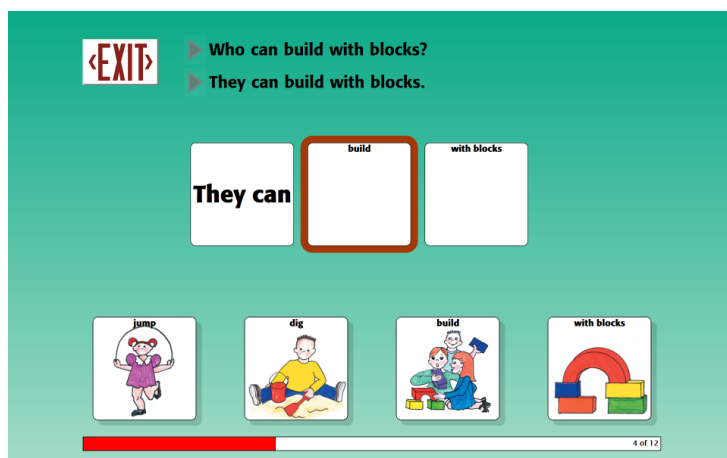 <EXIT>
Who can build with blocks?
They can build with blocks.
They can
build
with blocks
jump
dig
build
with blocks
4 of 12